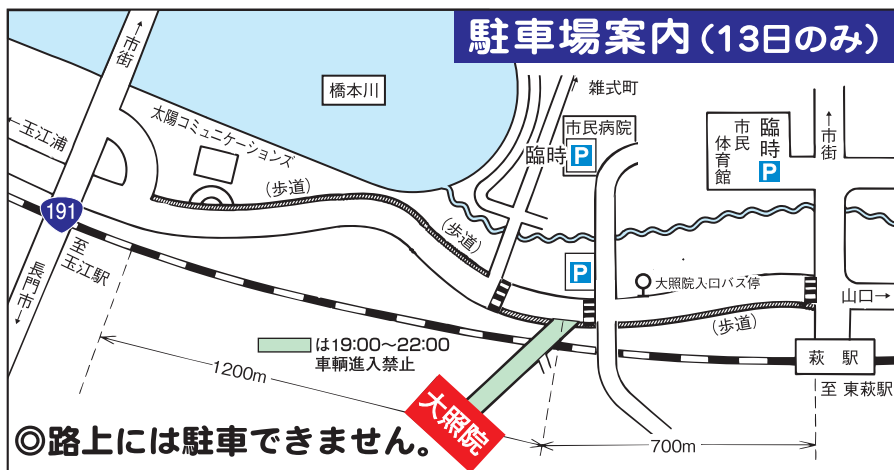 駐車場案内（13日のみ）
←市街
橋本川
雑式町
←玉江浦
太陽コミュニケーションズ
市民病院
臨時 P
市民体育館
臨時 P
←市街
（歩道）
（歩道）
191
至玉江駅
長門市→
P
大照院入口バス停
山口→
（歩道）
は19:00～22:00
車輌進入禁止
萩駅
至 東萩駅
1200m
大照院
700m
◎路上には駐車できません。